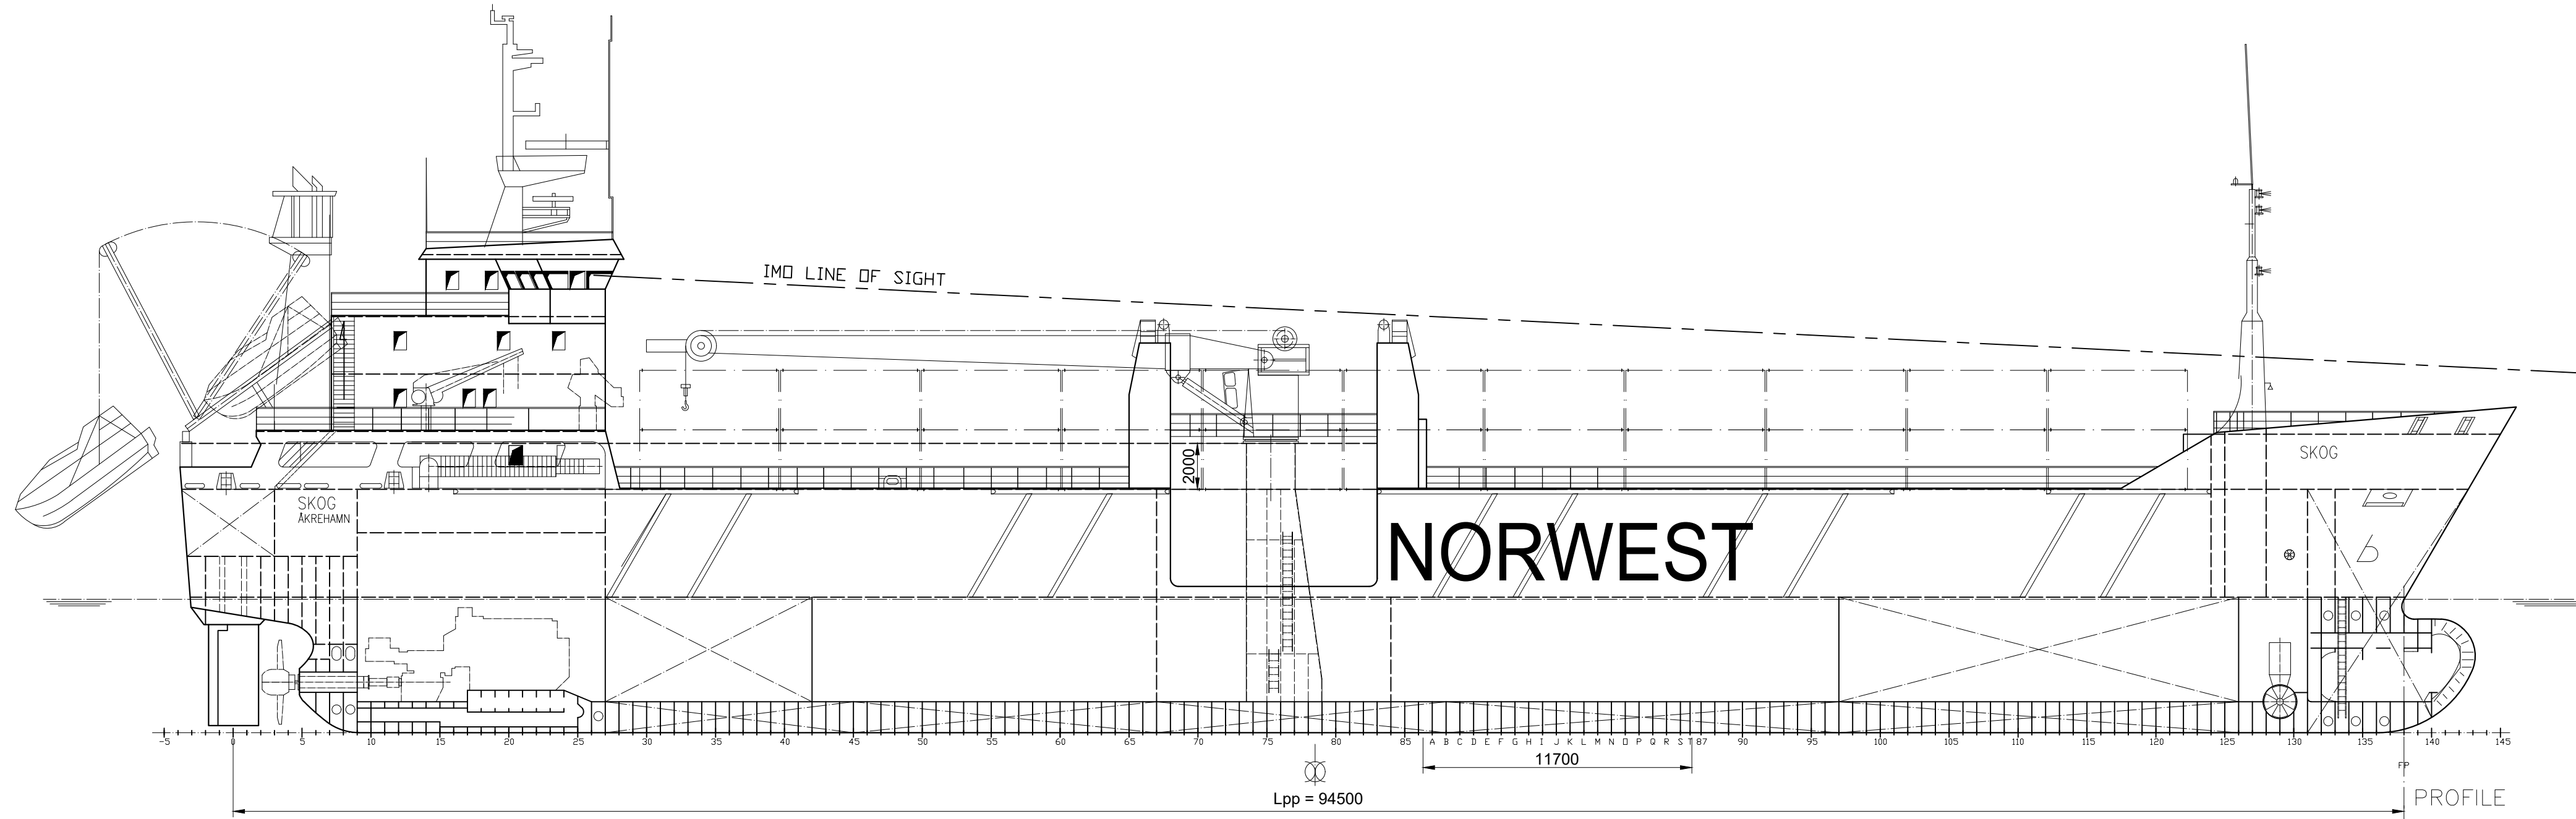 IMO LINE OF SIGHT
2000
SKOG
SKOG
ÅKREHAMN
NORWEST
-5 0 5 10 15 20 25 30 35 40 45 50 55 60 65 70 75 80 85 A B C D E F G H I J K L M N O P Q R S T 87 90 95 100 105 110 115 120 125 130 135 140 145
11700
FP
Lpp = 94500
PROFILE